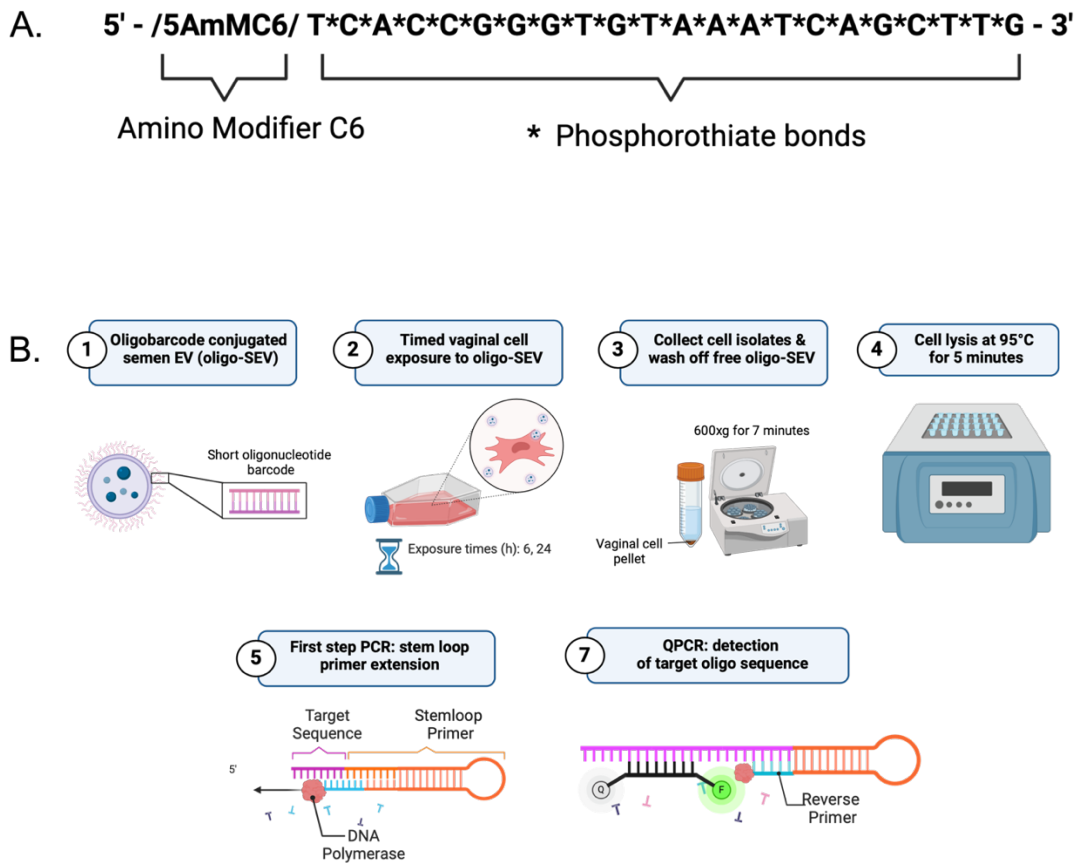 A.
5' - /5AmMC6/ T*C*A*C*C*G*G*G*T*G*T*A*A*A*T*C*A*G*C*T*T*G - 3'
Amino Modifier C6
* Phosphorothiate bonds
B.
1
Oligobarcode conjugated
semen EV (oligo-SEV)
2
Timed vaginal cell
exposure to oligo-SEV
3
Collect cell isolates &
wash off free oligo-SEV
4
Cell lysis at 95°C
for 5 minutes
Short oligonucleotide
barcode
Exposure times (h): 6, 24
600xg for 7 minutes
Vaginal cell
pellet
5
First step PCR: stem loop
primer extension
7
QPCR: detection
of target oligo sequence
Target
Sequence
Stemloop
Primer
5'
T
T
T
T
T
DNA
Polymerase
Q
F
T
T
T
T
T
Reverse
Primer